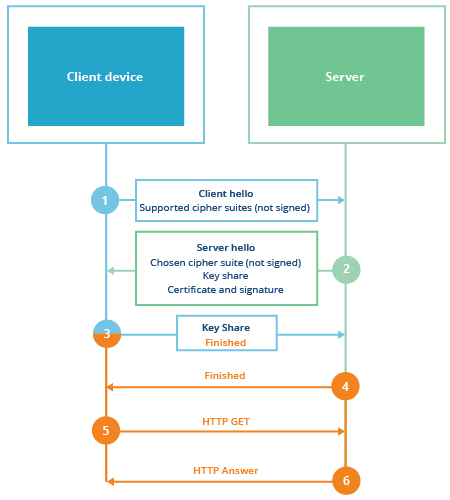 Client device
Server
1
Client hello
Supported cipher suites (not signed)
Server hello
Chosen cipher suite (not signed)
Key share
Certificate and signature
2
3
Key Share
Finished
Finished
4
5
HTTP GET
HTTP Answer
6